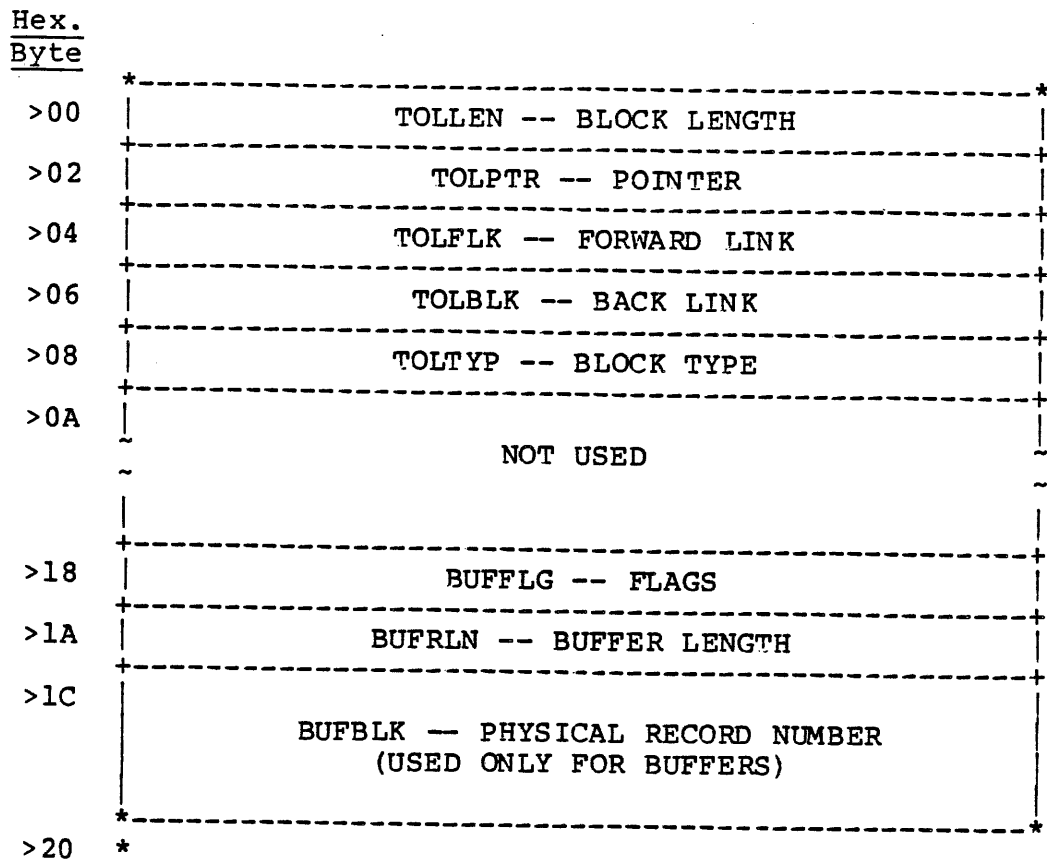 Hex.
Byte
>00 TOLLEN -- BLOCK LENGTH
>02 TOLPTR -- POINTER
>04 TOLFLK -- FORWARD LINK
>06 TOLBLK -- BACK LINK
>08 TOLTYP -- BLOCK TYPE
>0A
NOT USED
>18 BUFFLG -- FLAGS
>1A BUFRLN -- BUFFER LENGTH
>1C
BUFBLK -- PHYSICAL RECORD NUMBER
(USED ONLY FOR BUFFERS)
>20 *